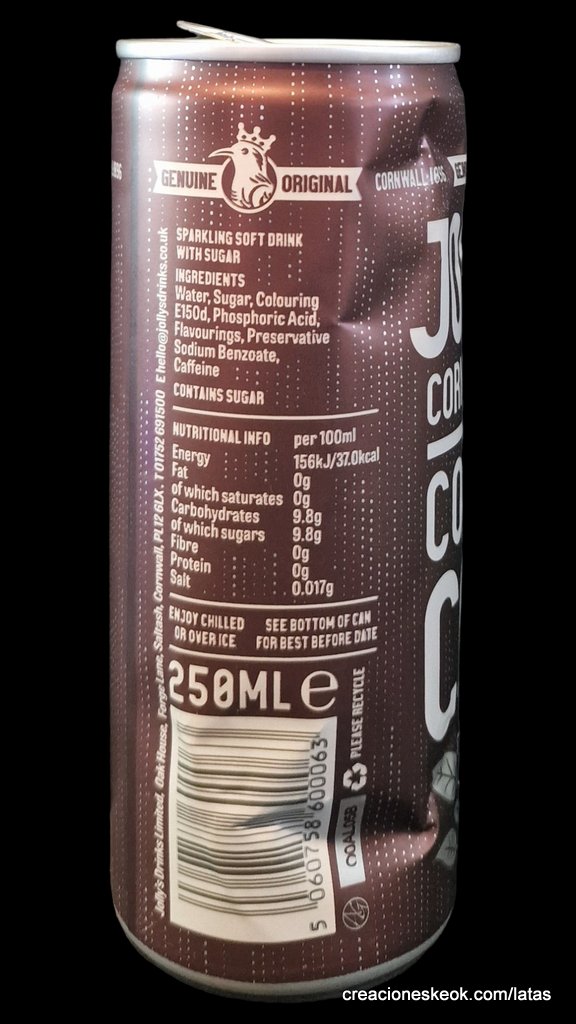 GENUINE ORIGINAL
CORNWALL
SPARKLING SOFT DRINK
WITH SUGAR
INGREDIENTS
Water, Sugar, Colouring
E150d, Phosphoric Acid,
Flavourings, Preservative
Sodium Benzoate,
Caffeine
CONTAINS SUGAR
NUTRITIONAL INFO per 100ml
Energy 156kJ/37.0kcal
Fat 0g
of which saturates 0g
Carbohydrates 9.8g
of which sugars 9.8g
Fibre 0g
Protein 0g
Salt 0.017g
ENJOY CHILLED
OR OVER ICE
SEE BOTTOM OF CAN
FOR BEST BEFORE DATE
250ML e
PLEASE RECYCLE
5 060758 600063
Jolly's Drinks Limited, Oak House, Forge Lane, Saltash, Cornwall, PL12 6LX . T 01752 691500 E hello@jollysdrinks.co.uk
JO
COR
CO
C
creacioneskeok.com/latas